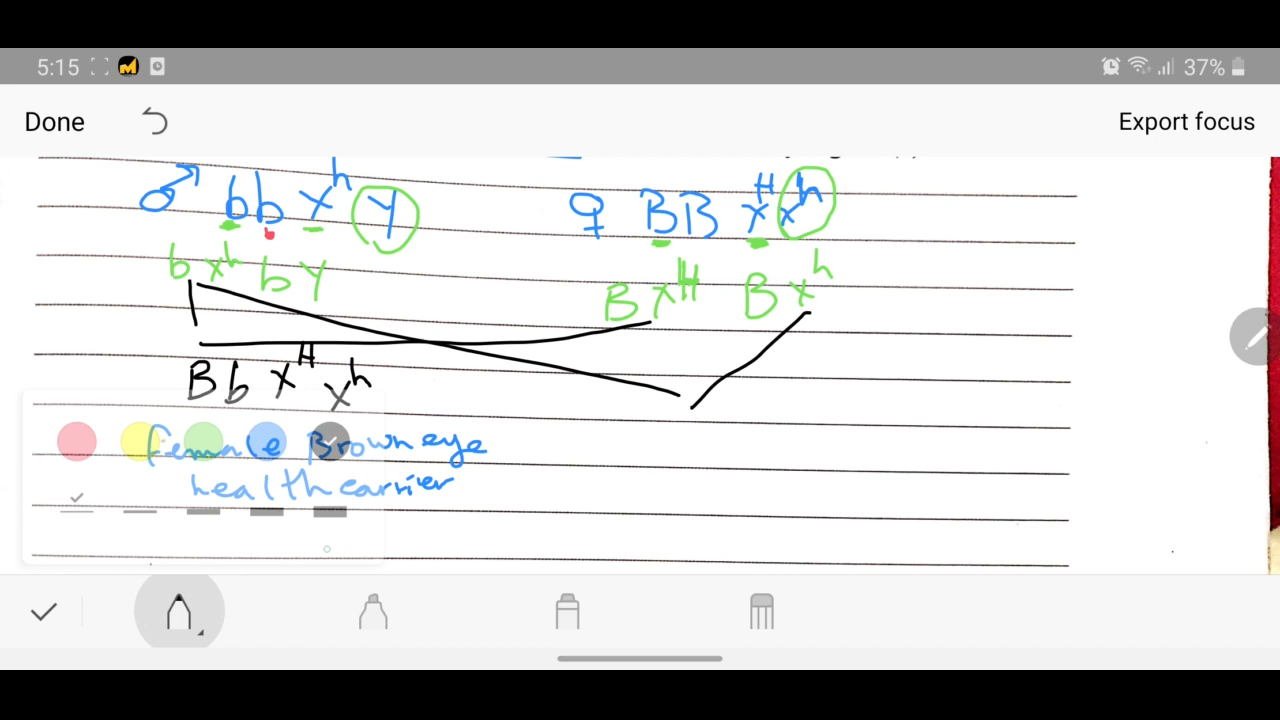 5:15 37%
Done Export focus
♂ bb X^h Y ♀ BB X^H x^h
b x^h b Y B X^H B x^h
Bb X^H x^h
female Brown eye
health carrier